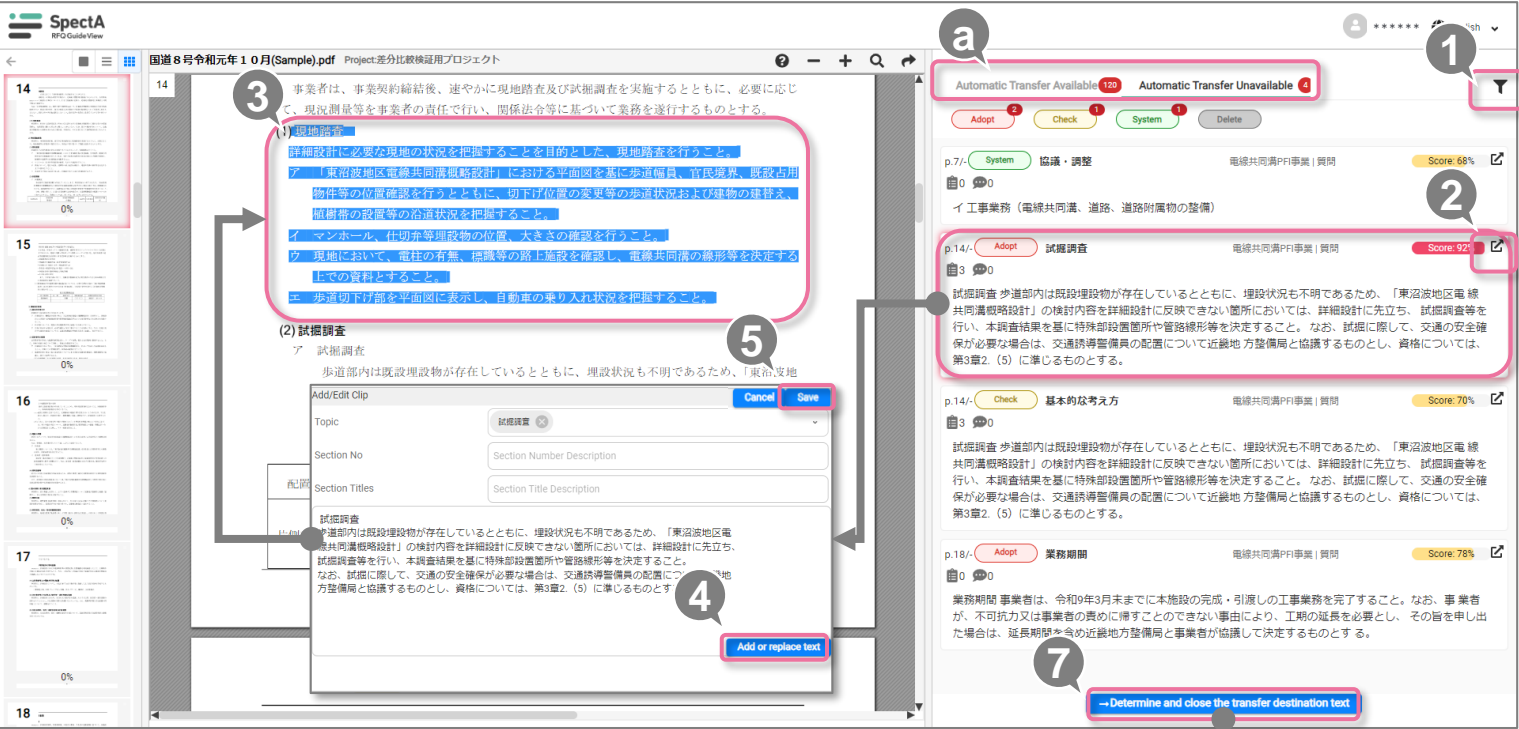 SpectA
RFQ GuideView
******
a
1
国道８号令和元年１０月(Sample).pdf Project:差分比較検証用プロジェクト
14
0%
15
0%
16
0%
17
0%
18
14
3
事業者は、事業契約締結後、速やかに現地踏査及び試掘調査を実施するとともに、必要に応じ
て、現況測量等を事業者の責任で行い、関係法令等に基づいて業務を遂行するものとする。
(1) 現地踏査
詳細設計に必要な現地の状況を把握することを目的とした、現地踏査を行うこと。
ア　「東沼波地区電線共同溝概略設計」における平面図を基に歩道幅員、官民境界、既設占用
物件等の位置確認を行うとともに、切下げ位置の変更等の歩道状況および建物の建替え、
植樹帯の設置等の沿道状況を把握すること。
イ　マンホール、仕切弁等埋設物の位置、大きさの確認を行うこと。
ウ　現地において、電柱の有無、標識等の路上施設を確認し、電線共同溝の線形等を決定する
上での資料とすること。
エ　歩道切下げ部を平面図に表示し、自動車の乗り入れ状況を把握すること。
(2) 試掘調査
ア　試掘調査
歩道部内は既設埋設物が存在しているとともに、埋設状況も不明であるため、「東沼波地
5
Add/Edit Clip
Cancel
Save
Topic
試掘調査
Section No
Section Number Description
配置
Section Titles
Section Title Description
試掘調査
歩道部内は既設埋設物が存在しているとともに、埋設状況も不明であるため、「東沼波地区電
線共同溝概略設計」の検討内容を詳細設計に反映できない箇所においては、詳細設計に先立ち、
試掘調査等を行い、本調査結果を基に特殊部設置箇所や管路線形等を決定すること。
なお、試掘に際して、交通の安全確保が必要な場合は、交通誘導警備員の配置につ
方整備局と協議するものとし、資格については、第3章2.（5）に準じるものとす
4
Add or replace text
Automatic Transfer Available 120
Automatic Transfer Unavailable 4
Adopt 2
Check 1
System 1
Delete
p.7/- System 協議・調整 電線共同溝PFI事業 | 質問 Score: 68%
0 0
イ 工事業務（電線共同溝、道路、道路附属物の整備）
2
p.14/- Adopt 試掘調査 電線共同溝PFI事業 | 質問 Score: 92%
3 0
試掘調査 歩道部内は既設埋設物が存在しているとともに、埋設状況も不明であるため、「東沼波地区電 線
共同溝概略設計」の検討内容を詳細設計に反映できない箇所においては、詳細設計に先立ち、 試掘調査等を
行い、本調査結果を基に特殊部設置箇所や管路線形等を決定すること。 なお、試掘に際して、交通の安全確
保が必要な場合は、交通誘導警備員の配置について近畿地 方整備局と協議するものとし、資格については、
第3章2.（5）に準じるものとする。
p.14/- Check 基本的な考え方 電線共同溝PFI事業 | 質問 Score: 70%
3 0
試掘調査 歩道部内は既設埋設物が存在しているとともに、埋設状況も不明であるため、「東沼波地区電 線
共同溝概略設計」の検討内容を詳細設計に反映できない箇所においては、詳細設計に先立ち、 試掘調査等を
行い、本調査結果を基に特殊部設置箇所や管路線形等を決定すること。 なお、試掘に際して、交通の安全確
保が必要な場合は、交通誘導警備員の配置について近畿地 方整備局と協議するものとし、資格については、
第3章2.（5）に準じるものとする。
p.18/- Adopt 業務期間 電線共同溝PFI事業 | 質問 Score: 78%
0 0
業務期間 事業者は、令和9年3月末までに本施設の完成・引渡しの工事業務を完了すること。なお、事 業者
が、不可抗力又は事業者の責めに帰すことのできない事由により、工期の延長を必要とし、 その旨を申し出
た場合は、延長期間を含め近畿地方整備局と事業者が協議して決定するものとす る。
7
→Determine and close the transfer destination text